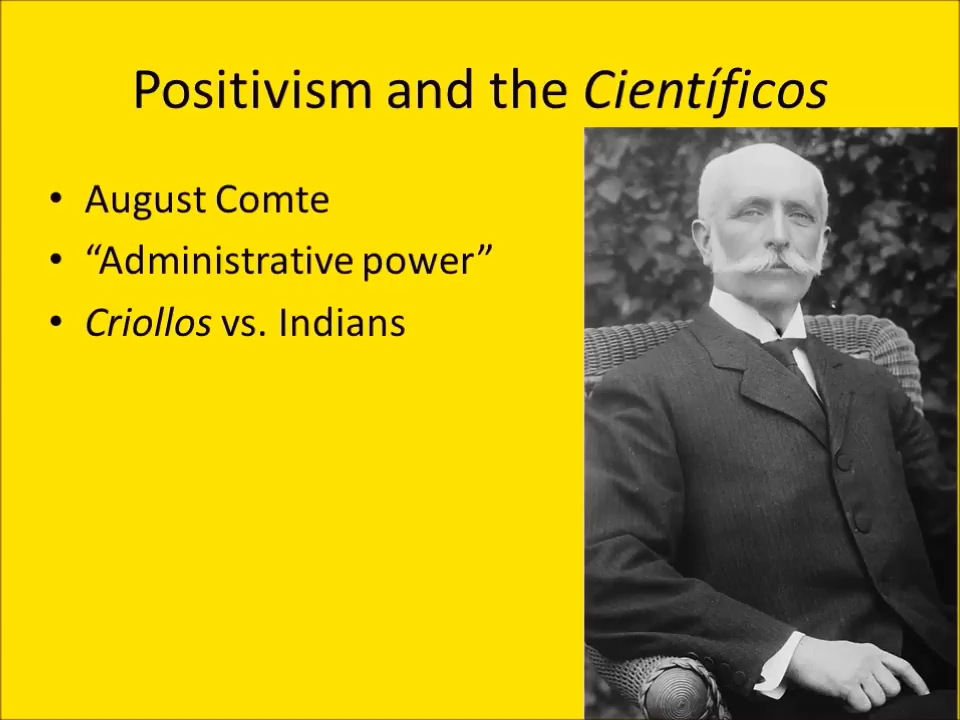 Positivism and the Científicos
• August Comte
• “Administrative power”
• Criollos vs. Indians